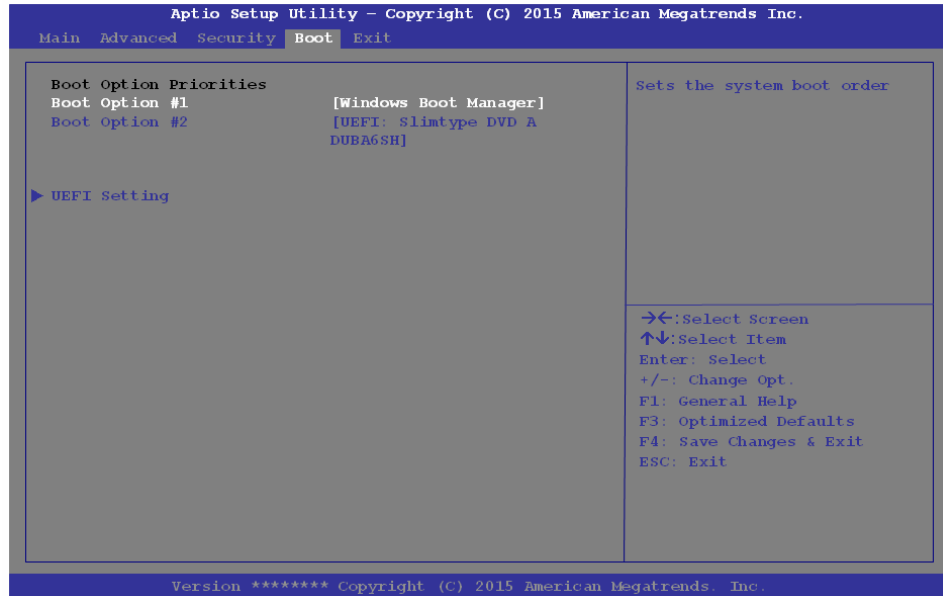 Aptio Setup Utility – Copyright (C) 2015 American Megatrends Inc.
Main Advanced Security Boot Exit
Boot Option Priorities
Boot Option #1 [Windows Boot Manager]
Boot Option #2 [UEFI: Slimtype DVD A
DUBA6SH]
▶ UEFI Setting
Sets the system boot order
→←:Select Screen
↑↓:Select Item
Enter: Select
+/-: Change Opt.
F1: General Help
F3: Optimized Defaults
F4: Save Changes & Exit
ESC: Exit
Version ******** Copyright (C) 2015 American Megatrends. Inc.